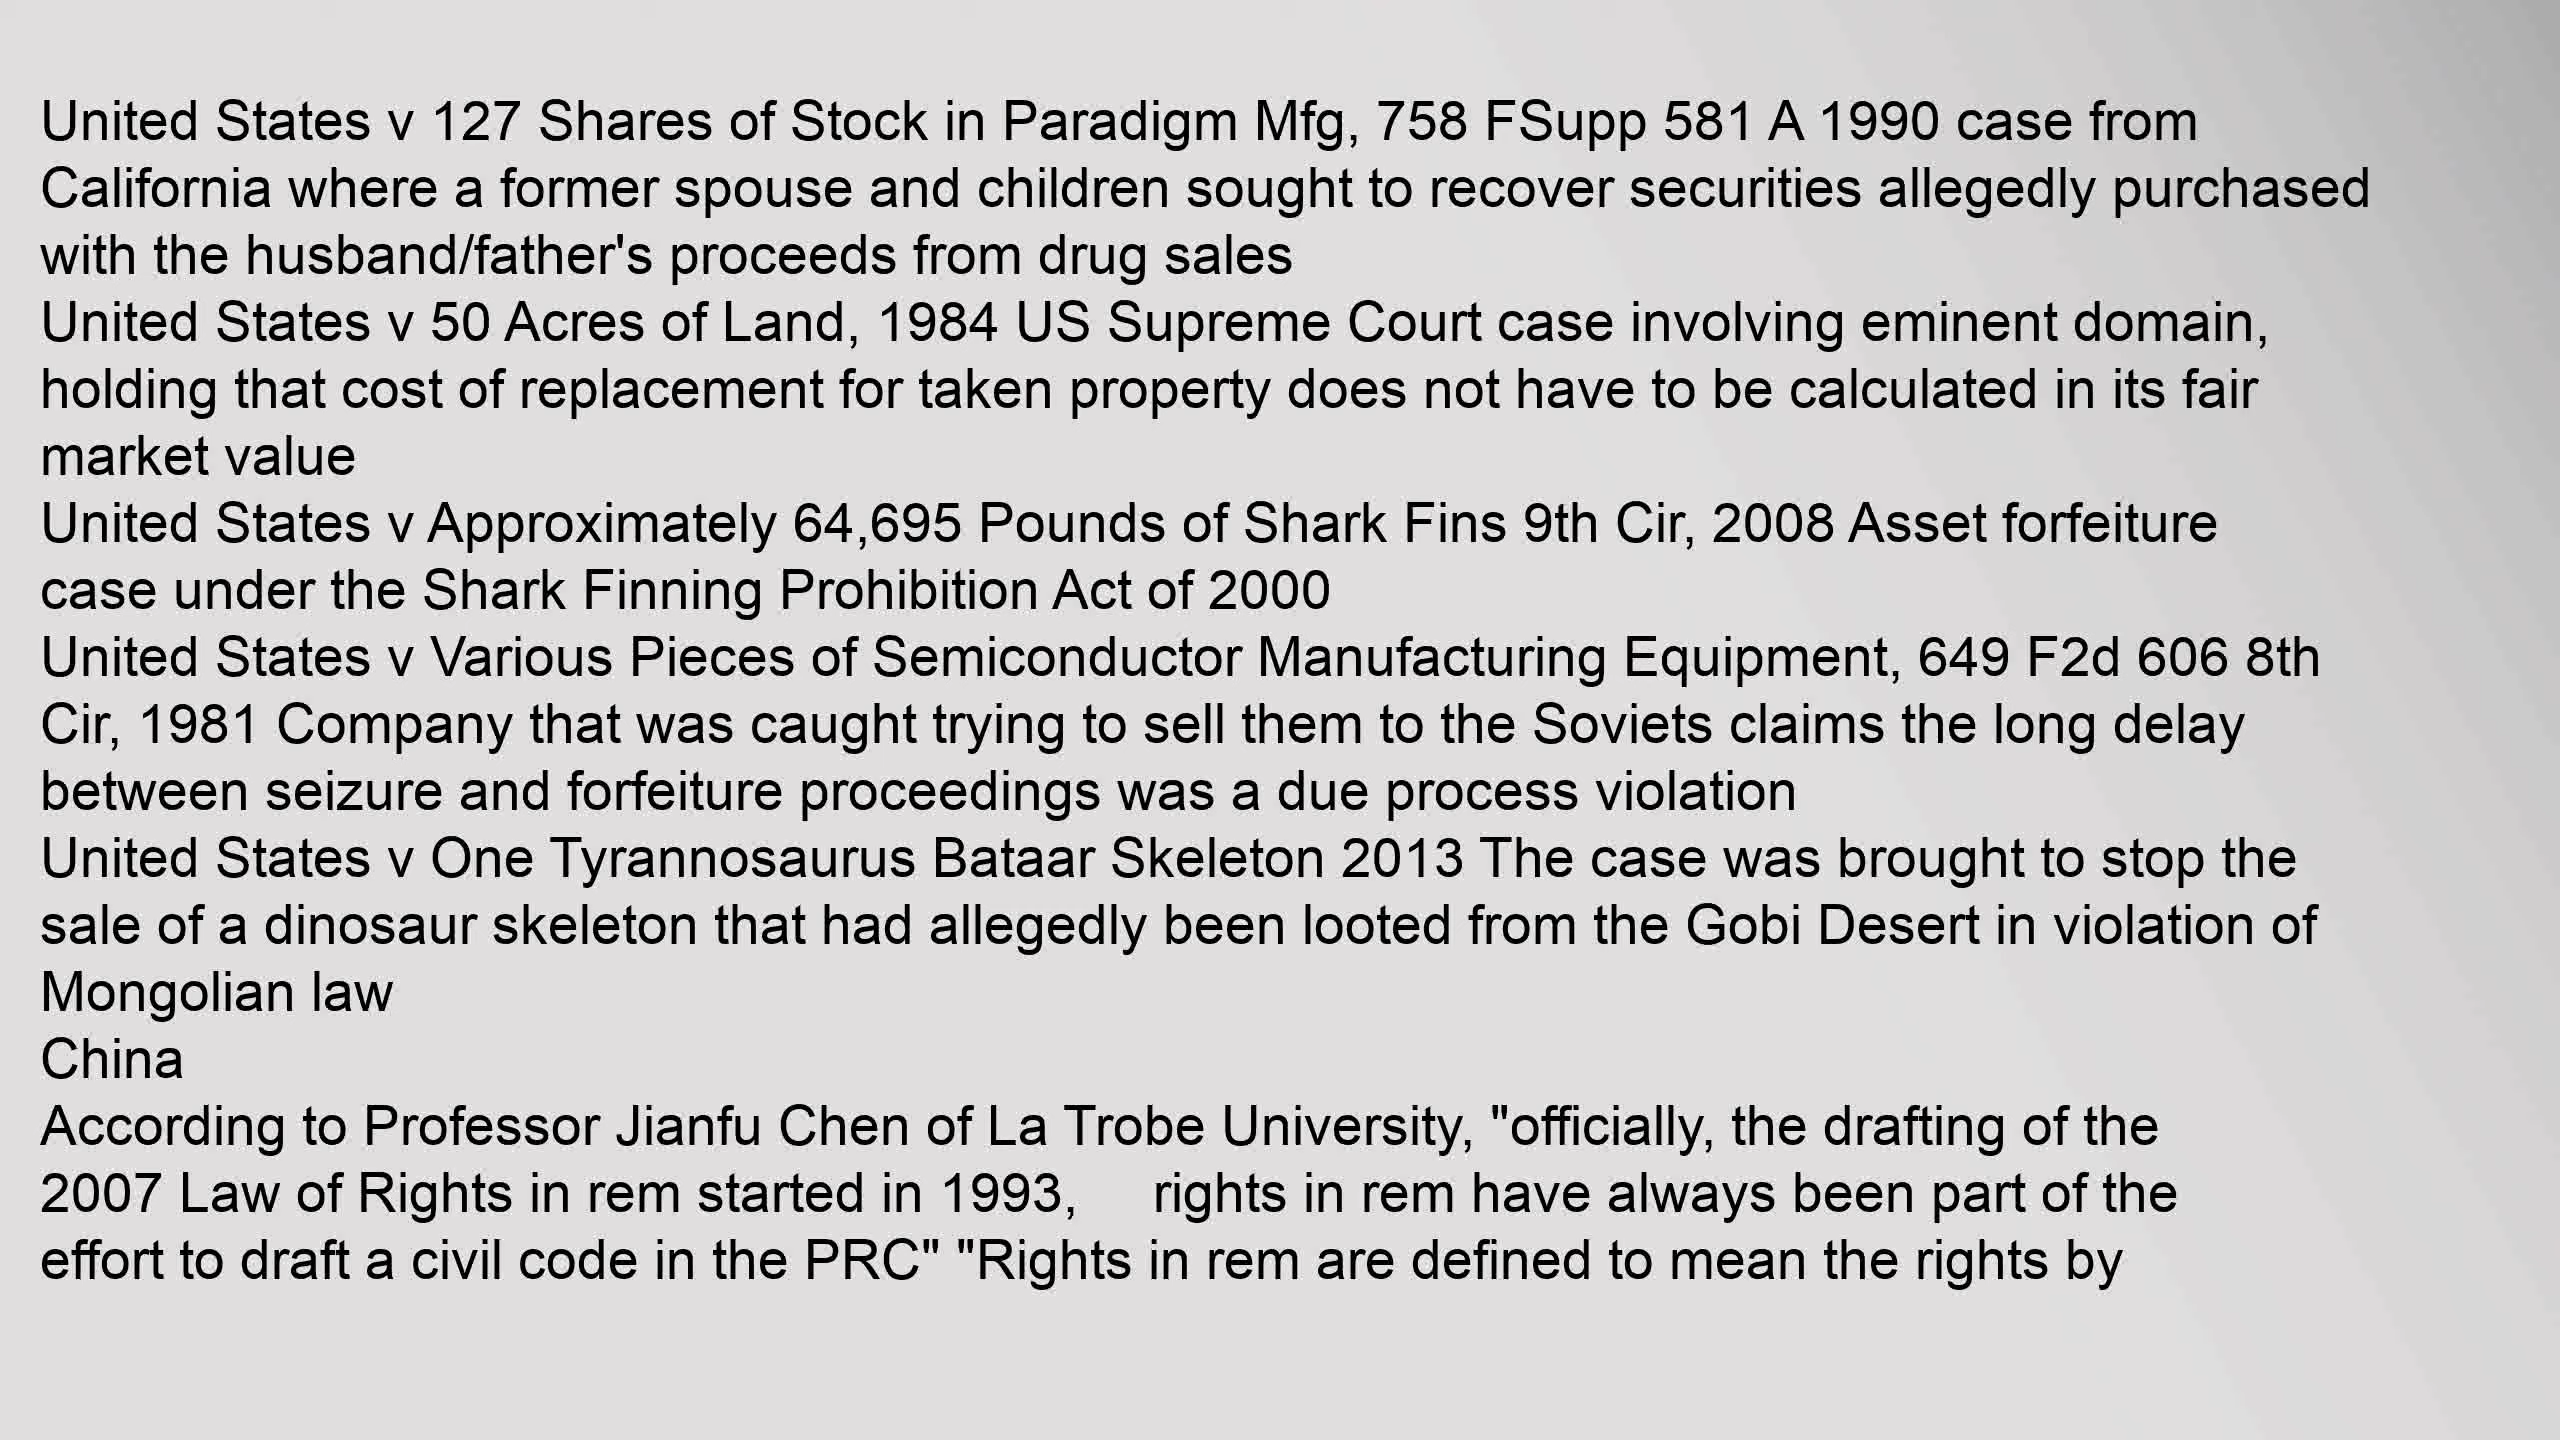 United States v 127 Shares of Stock in Paradigm Mfg, 758 FSupp 581 A 1990 case from
California where a former spouse and children sought to recover securities allegedly purchased
with the husband/father's proceeds from drug sales
United States v 50 Acres of Land, 1984 US Supreme Court case involving eminent domain,
holding that cost of replacement for taken property does not have to be calculated in its fair
market value
United States v Approximately 64,695 Pounds of Shark Fins 9th Cir, 2008 Asset forfeiture
case under the Shark Finning Prohibition Act of 2000
United States v Various Pieces of Semiconductor Manufacturing Equipment, 649 F2d 606 8th
Cir, 1981 Company that was caught trying to sell them to the Soviets claims the long delay
between seizure and forfeiture proceedings was a due process violation
United States v One Tyrannosaurus Bataar Skeleton 2013 The case was brought to stop the
sale of a dinosaur skeleton that had allegedly been looted from the Gobi Desert in violation of
Mongolian law
China
According to Professor Jianfu Chen of La Trobe University, "officially, the drafting of the
2007 Law of Rights in rem started in 1993,     rights in rem have always been part of the
effort to draft a civil code in the PRC" "Rights in rem are defined to mean the rights by